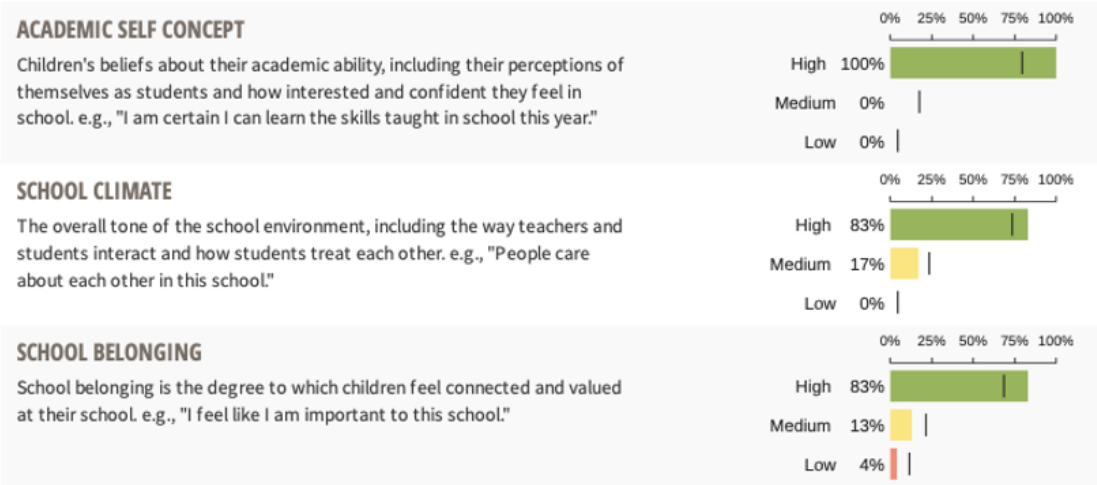 ACADEMIC SELF CONCEPT
Children's beliefs about their academic ability, including their perceptions of
themselves as students and how interested and confident they feel in
school. e.g., "I am certain I can learn the skills taught in school this year."
0% 25% 50% 75% 100%
High 100%
Medium 0%
Low 0%
SCHOOL CLIMATE
The overall tone of the school environment, including the way teachers and
students interact and how students treat each other. e.g., "People care
about each other in this school."
0% 25% 50% 75% 100%
High 83%
Medium 17%
Low 0%
SCHOOL BELONGING
School belonging is the degree to which children feel connected and valued
at their school. e.g., "I feel like I am important to this school."
0% 25% 50% 75% 100%
High 83%
Medium 13%
Low 4%